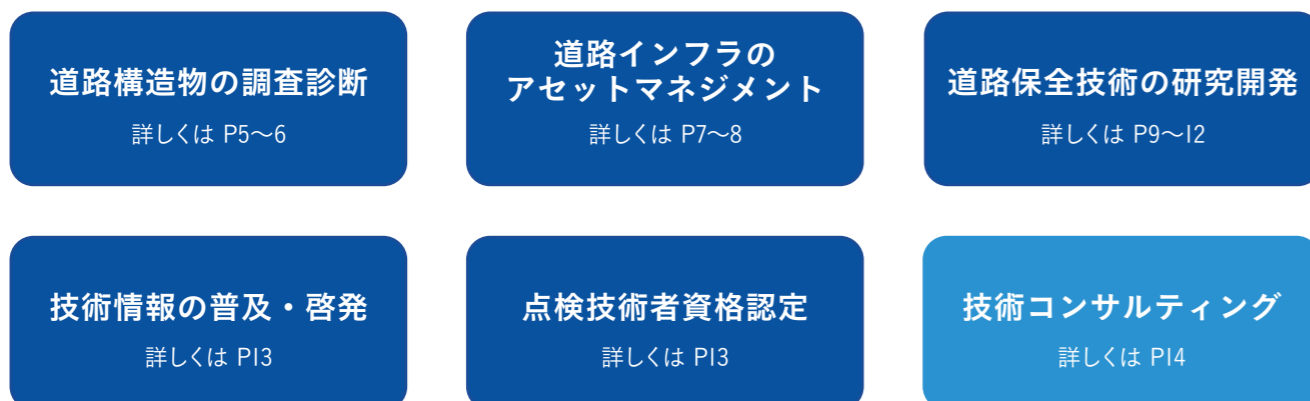 道路構造物の調査診断
詳しくは P5〜6
道路インフラの
アセットマネジメント
詳しくは P7〜8
道路保全技術の研究開発
詳しくは P9〜12
技術情報の普及・啓発
詳しくは P13
点検技術者資格認定
詳しくは P13
技術コンサルティング
詳しくは P14